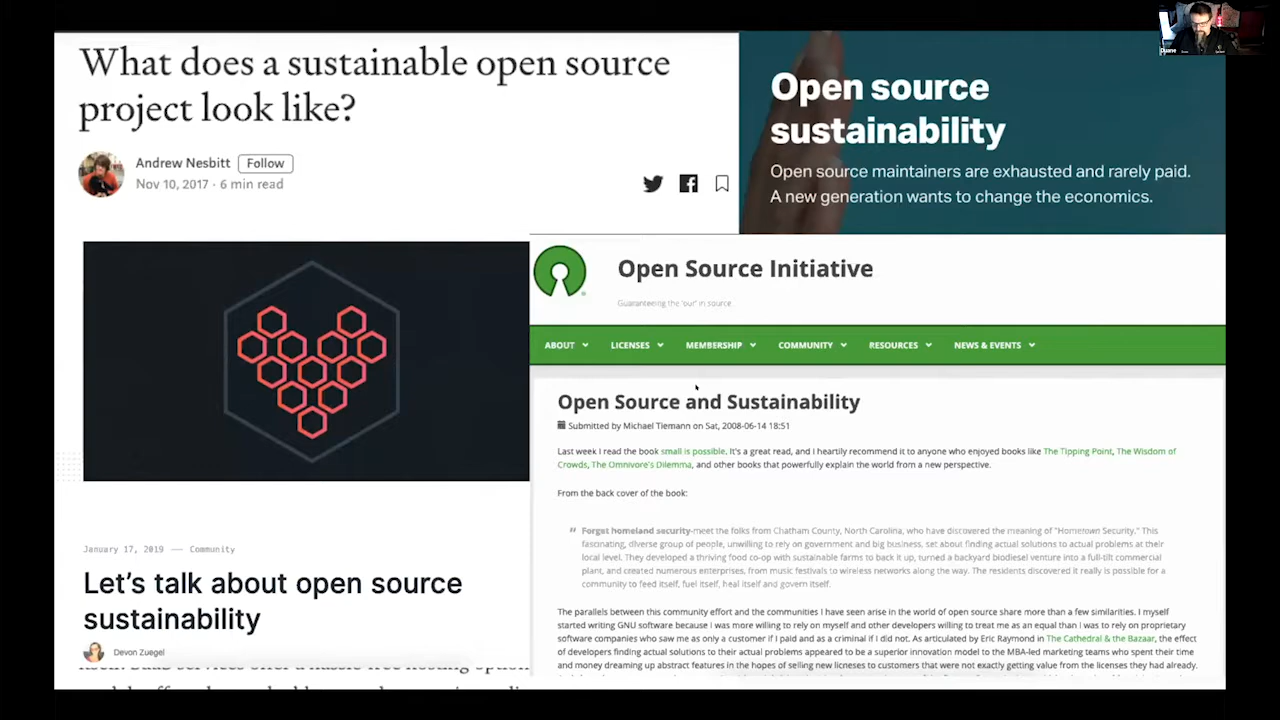 What does a sustainable open source
project look like?
Andrew Nesbitt Follow
Nov 10, 2017 · 6 min read
Open source
sustainability
Open source maintainers are exhausted and rarely paid.
A new generation wants to change the economics.
Duane
Open Source Initiative
Guaranteeing the 'our' in source.
ABOUT LICENSES MEMBERSHIP COMMUNITY RESOURCES NEWS & EVENTS
Open Source and Sustainability
Submitted by Michael Tiemann on Sat, 2008-06-14 18:51
Last week I read the book small is possible. It's a great read, and I heartily recommend it to anyone who enjoyed books like The Tipping Point, The Wisdom of
Crowds, The Omnivore's Dilemma, and other books that powerfully explain the world from a new perspective.
From the back cover of the book:
" Forget homeland security-meet the folks from Chatham County, North Carolina, who have discovered the meaning of "Hometown Security." This
fascinating, diverse group of people, unwilling to rely on government and big business, set about finding actual solutions to actual problems at their
local level. They developed a thriving food co-op with sustainable farms to back it up, turned a backyard biodiesel venture into a full-tilt commercial
plant, and created numerous enterprises, from music festivals to wireless networks along the way. The residents discovered it really is possible for a
community to feed itself, fuel itself, heal itself and govern itself.
The parallels between this community effort and the communities I have seen arise in the world of open source share more than a few similarities. I myself
started writing GNU software because I was more willing to rely on myself and other developers willing to treat me as an equal than I was to rely on proprietary
software companies who saw me as only a customer if I paid and as a criminal if I did not. As articulated by Eric Raymond in The Cathedral & the Bazaar, the effect
of developers finding actual solutions to their actual problems appeared to be a superior innovation model to the MBA-led marketing teams who spent their time
and money dreaming up abstract features in the hopes of selling new licneses to customers that were not exactly getting value from the licenses they had already.
January 17, 2019 — Community
Let's talk about open source
sustainability
Devon Zuegel